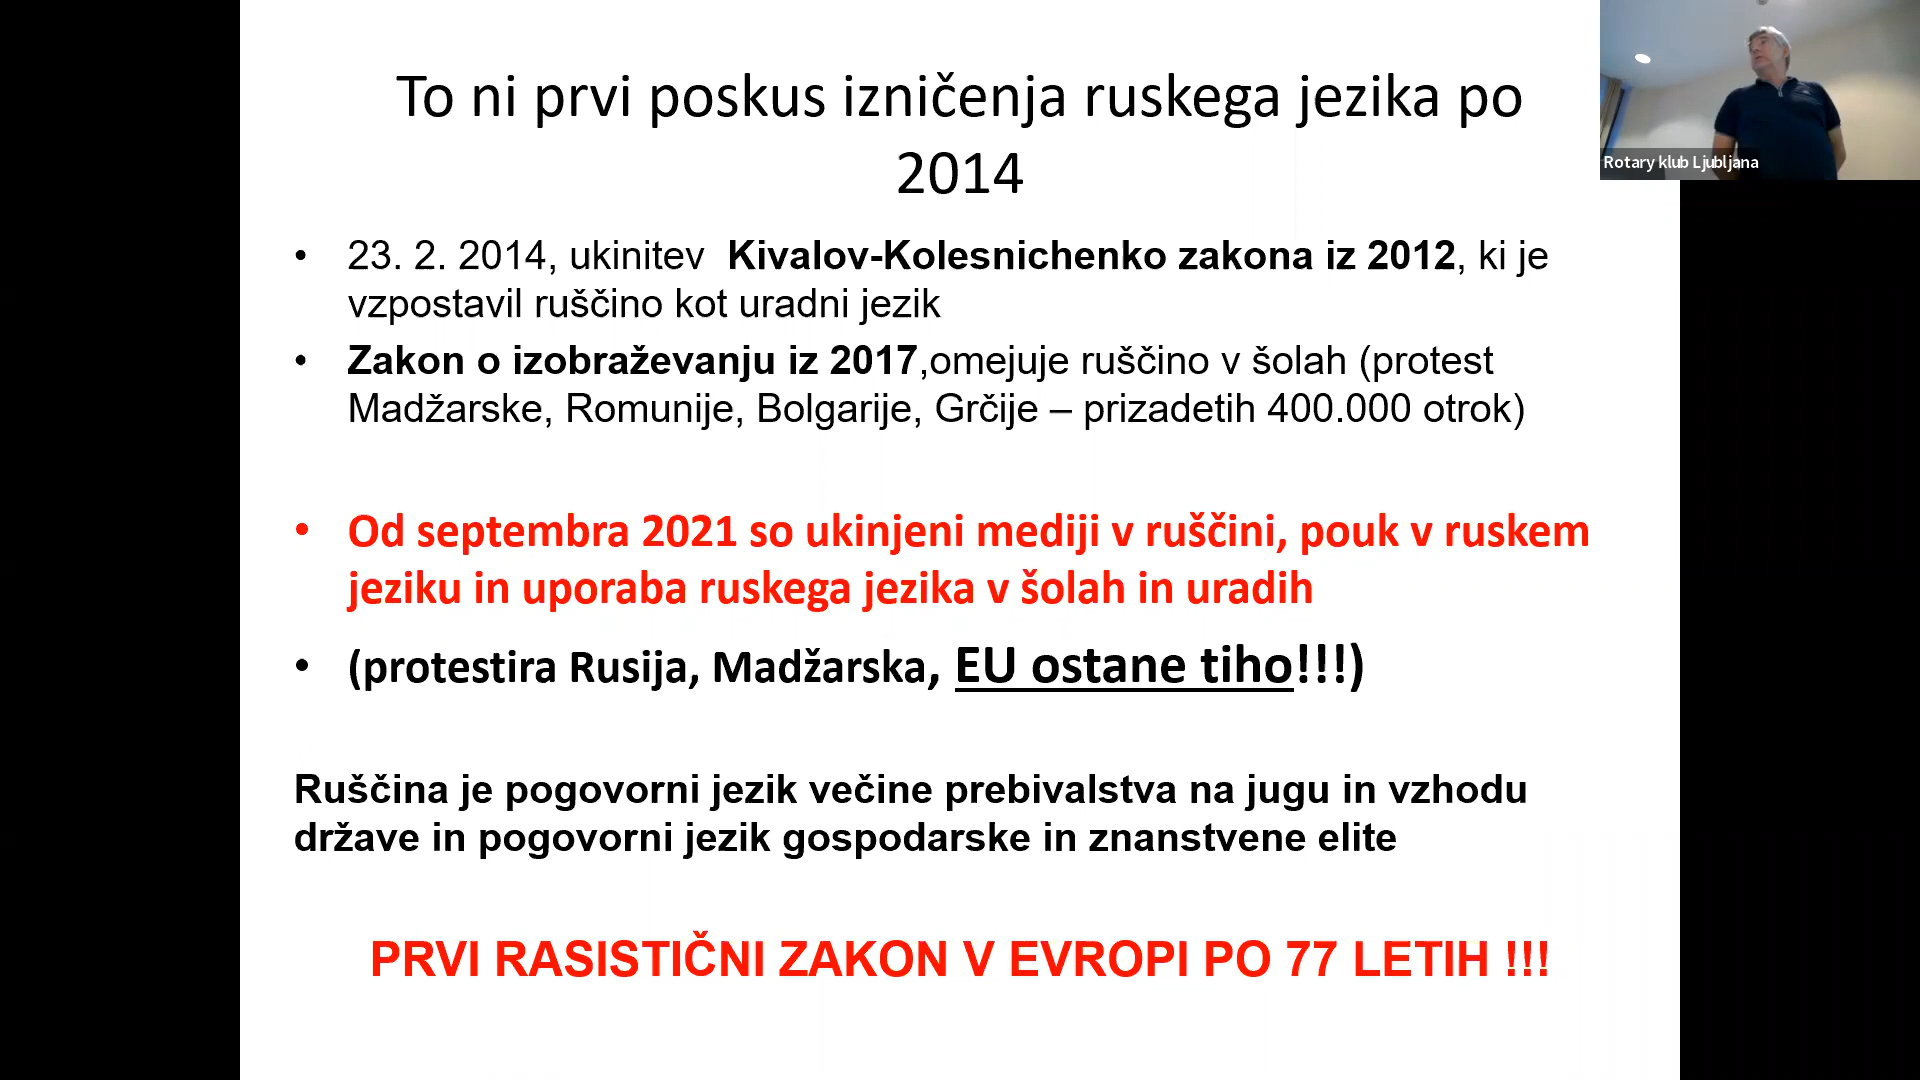 To ni prvi poskus izničenja ruskega jezika po
2014
Rotary klub Ljubljana
• 23. 2. 2014, ukinitev  Kivalov-Kolesnichenko zakona iz 2012, ki je
vzpostavil ruščino kot uradni jezik
• Zakon o izobraževanju iz 2017,omejuje ruščino v šolah (protest
Madžarske, Romunije, Bolgarije, Grčije – prizadetih 400.000 otrok)
• Od septembra 2021 so ukinjeni mediji v ruščini, pouk v ruskem
jeziku in uporaba ruskega jezika v šolah in uradih
• (protestira Rusija, Madžarska, EU ostane tiho!!!)
Ruščina je pogovorni jezik večine prebivalstva na jugu in vzhodu
države in pogovorni jezik gospodarske in znanstvene elite
PRVI RASISTIČNI ZAKON V EVROPI PO 77 LETIH !!!